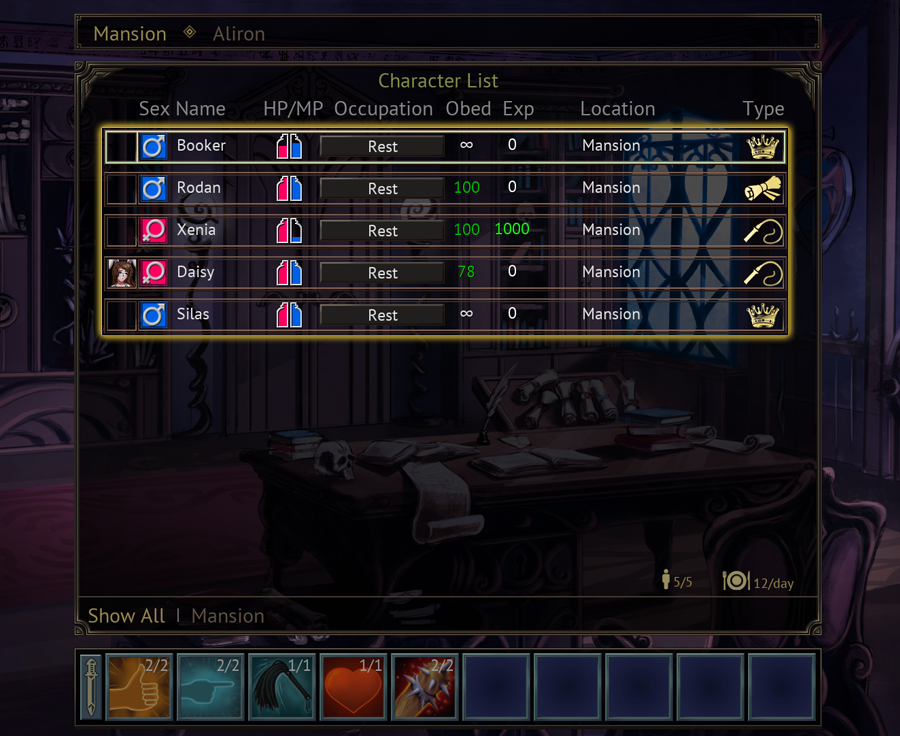 Mansion Aliron
Character List
Sex Name HP/MP Occupation Obed Exp Location Type
Booker Rest ∞ 0 Mansion
Rodan Rest 100 0 Mansion
Xenia Rest 100 1000 Mansion
Daisy Rest 78 0 Mansion
Silas Rest ∞ 0 Mansion
5/5 12/day
Show All | Mansion
2/2 2/2 1/1 1/1 2/2